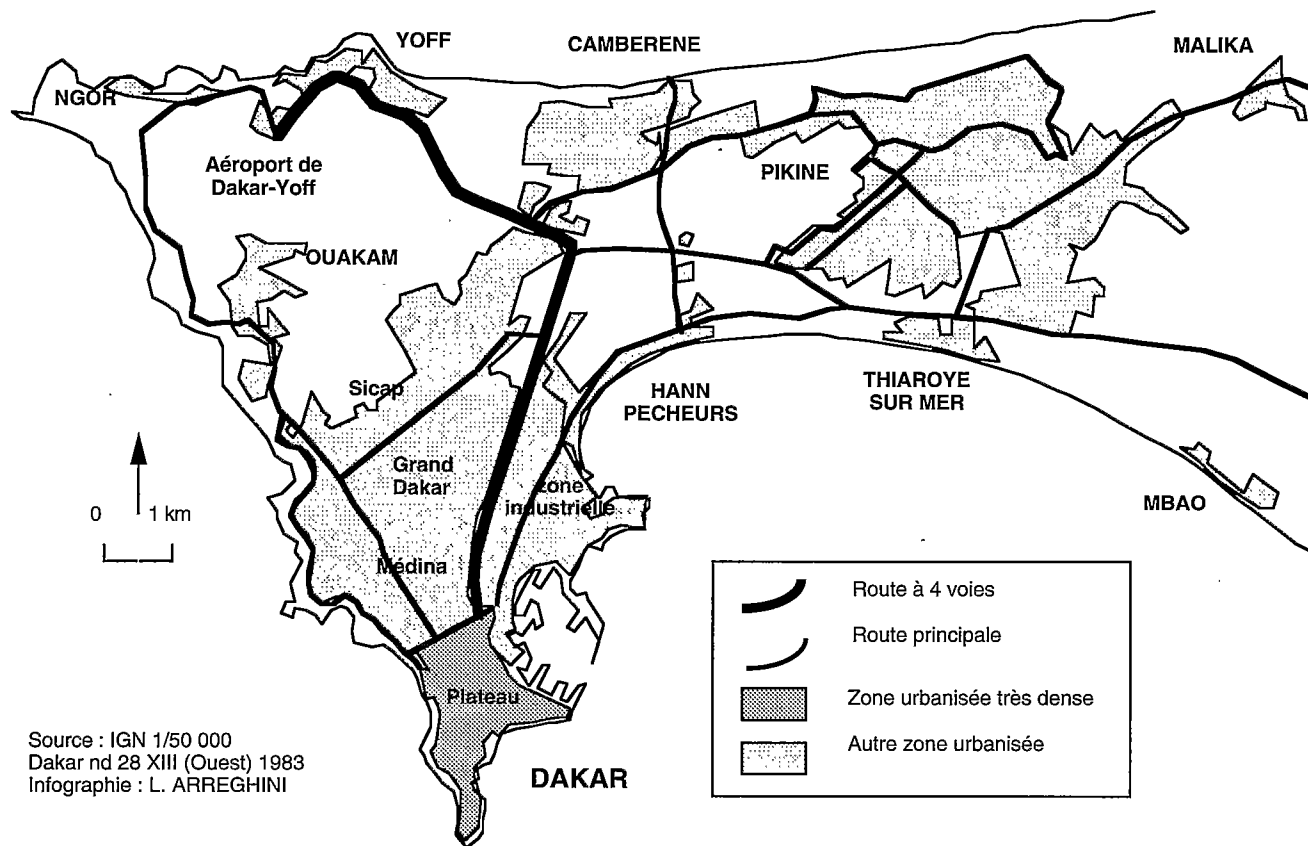 YOFF
CAMBERENE
MALIKA
NGOR
Aéroport de
Dakar-Yoff
PIKINE
OUAKAM
Sicap
HANN
PECHEURS
THIAROYE
SUR MER
Grand
Dakar
zone
industrielle
MBAO
0 1 km
Médina
Plateau
DAKAR
Route à 4 voies
Route principale
Zone urbanisée très dense
Autre zone urbanisée
Source : IGN 1/50 000
Dakar nd 28 XIII (Ouest) 1983
Infographie : L. ARREGHINI